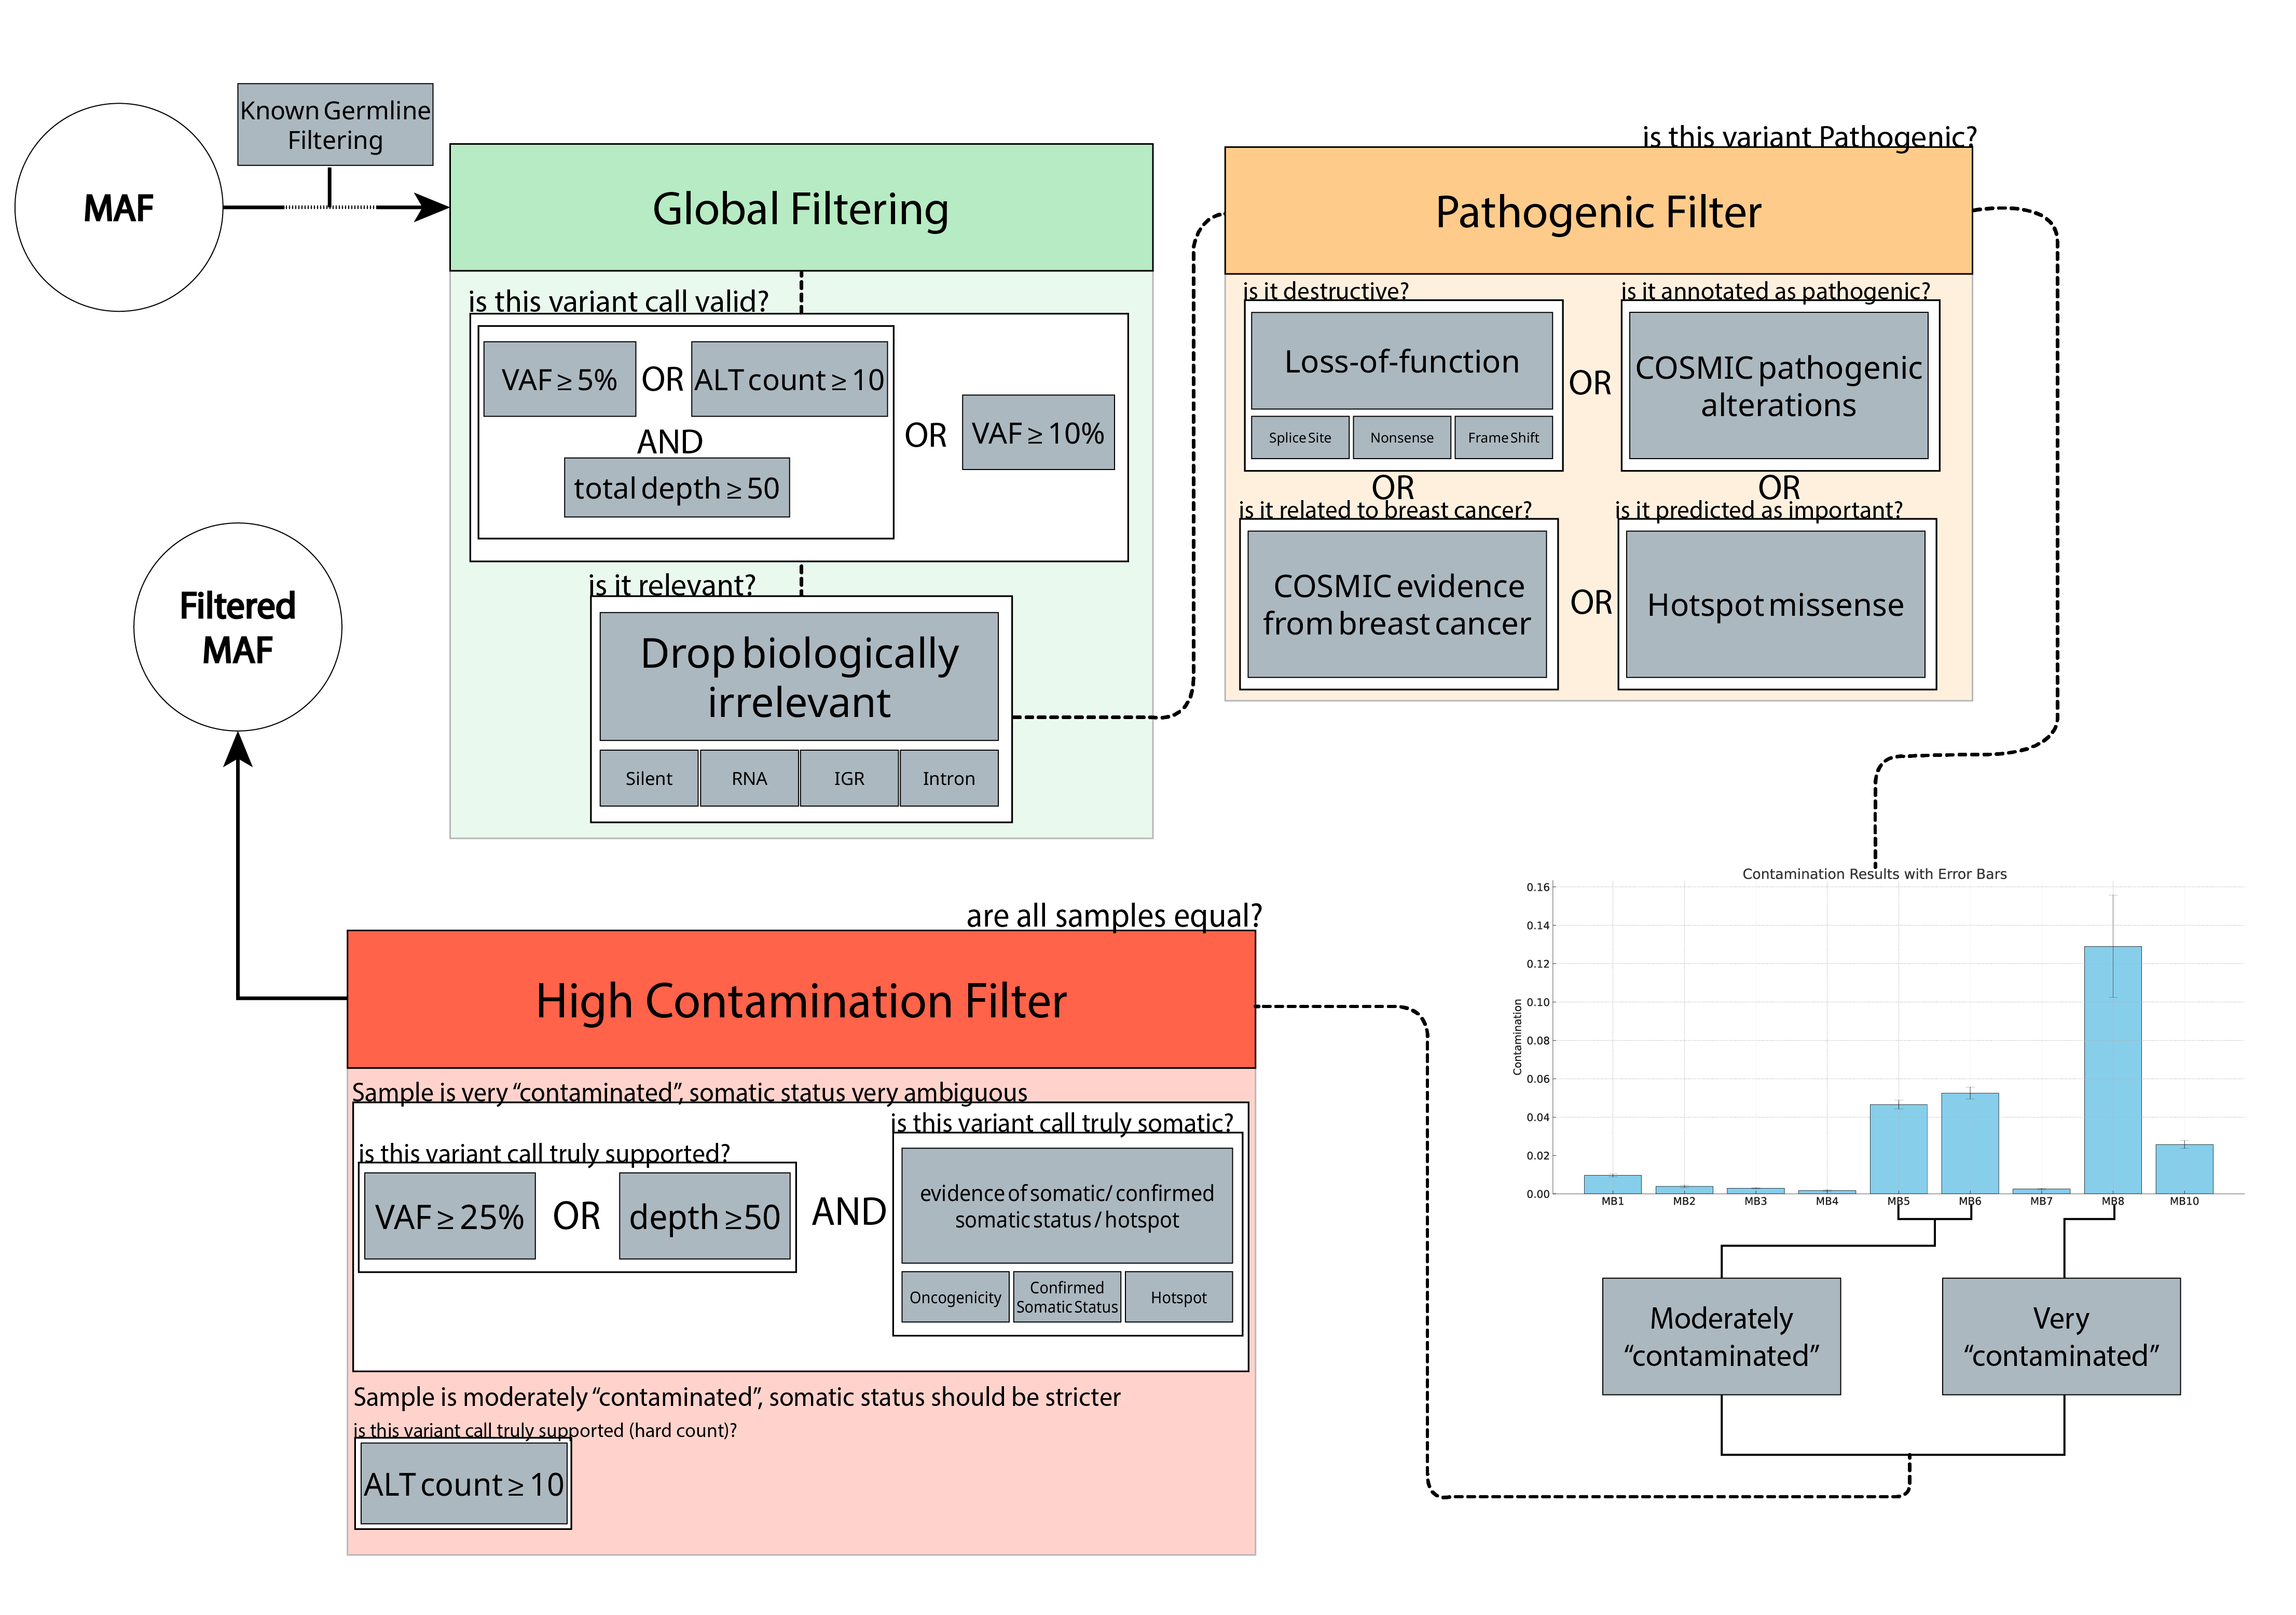 MAF
Known Germline
Filtering
Global Filtering
is this variant call valid?
VAF ≥ 5%
OR
ALT count ≥ 10
AND
total depth ≥ 50
OR
VAF ≥ 10%
is it relevant?
Drop biologically
irrelevant
Silent
RNA
IGR
Intron
is this variant Pathogenic?
Pathogenic Filter
is it destructive?
Loss-of-function
Splice Site
Nonsense
Frame Shift
OR
is it annotated as pathogenic?
COSMIC pathogenic
alterations
OR
OR
is it related to breast cancer?
COSMIC evidence
from breast cancer
OR
is it predicted as important?
Hotspot missense
Contamination Results with Error Bars
Contamination
0.16
0.14
0.12
0.10
0.08
0.06
0.04
0.02
0.00
MB1
MB2
MB3
MB4
MB5
MB6
MB7
MB8
MB10
Moderately
“contaminated”
Very
“contaminated”
are all samples equal?
High Contamination Filter
Sample is very “contaminated”, somatic status very ambiguous
is this variant call truly supported?
VAF ≥ 25%
OR
depth ≥50
AND
is this variant call truly somatic?
evidence of somatic/ confirmed
somatic status / hotspot
Oncogenicity
Confirmed
Somatic Status
Hotspot
Sample is moderately “contaminated”, somatic status should be stricter
is this variant call truly supported (hard count)?
ALT count ≥ 10
Filtered
MAF